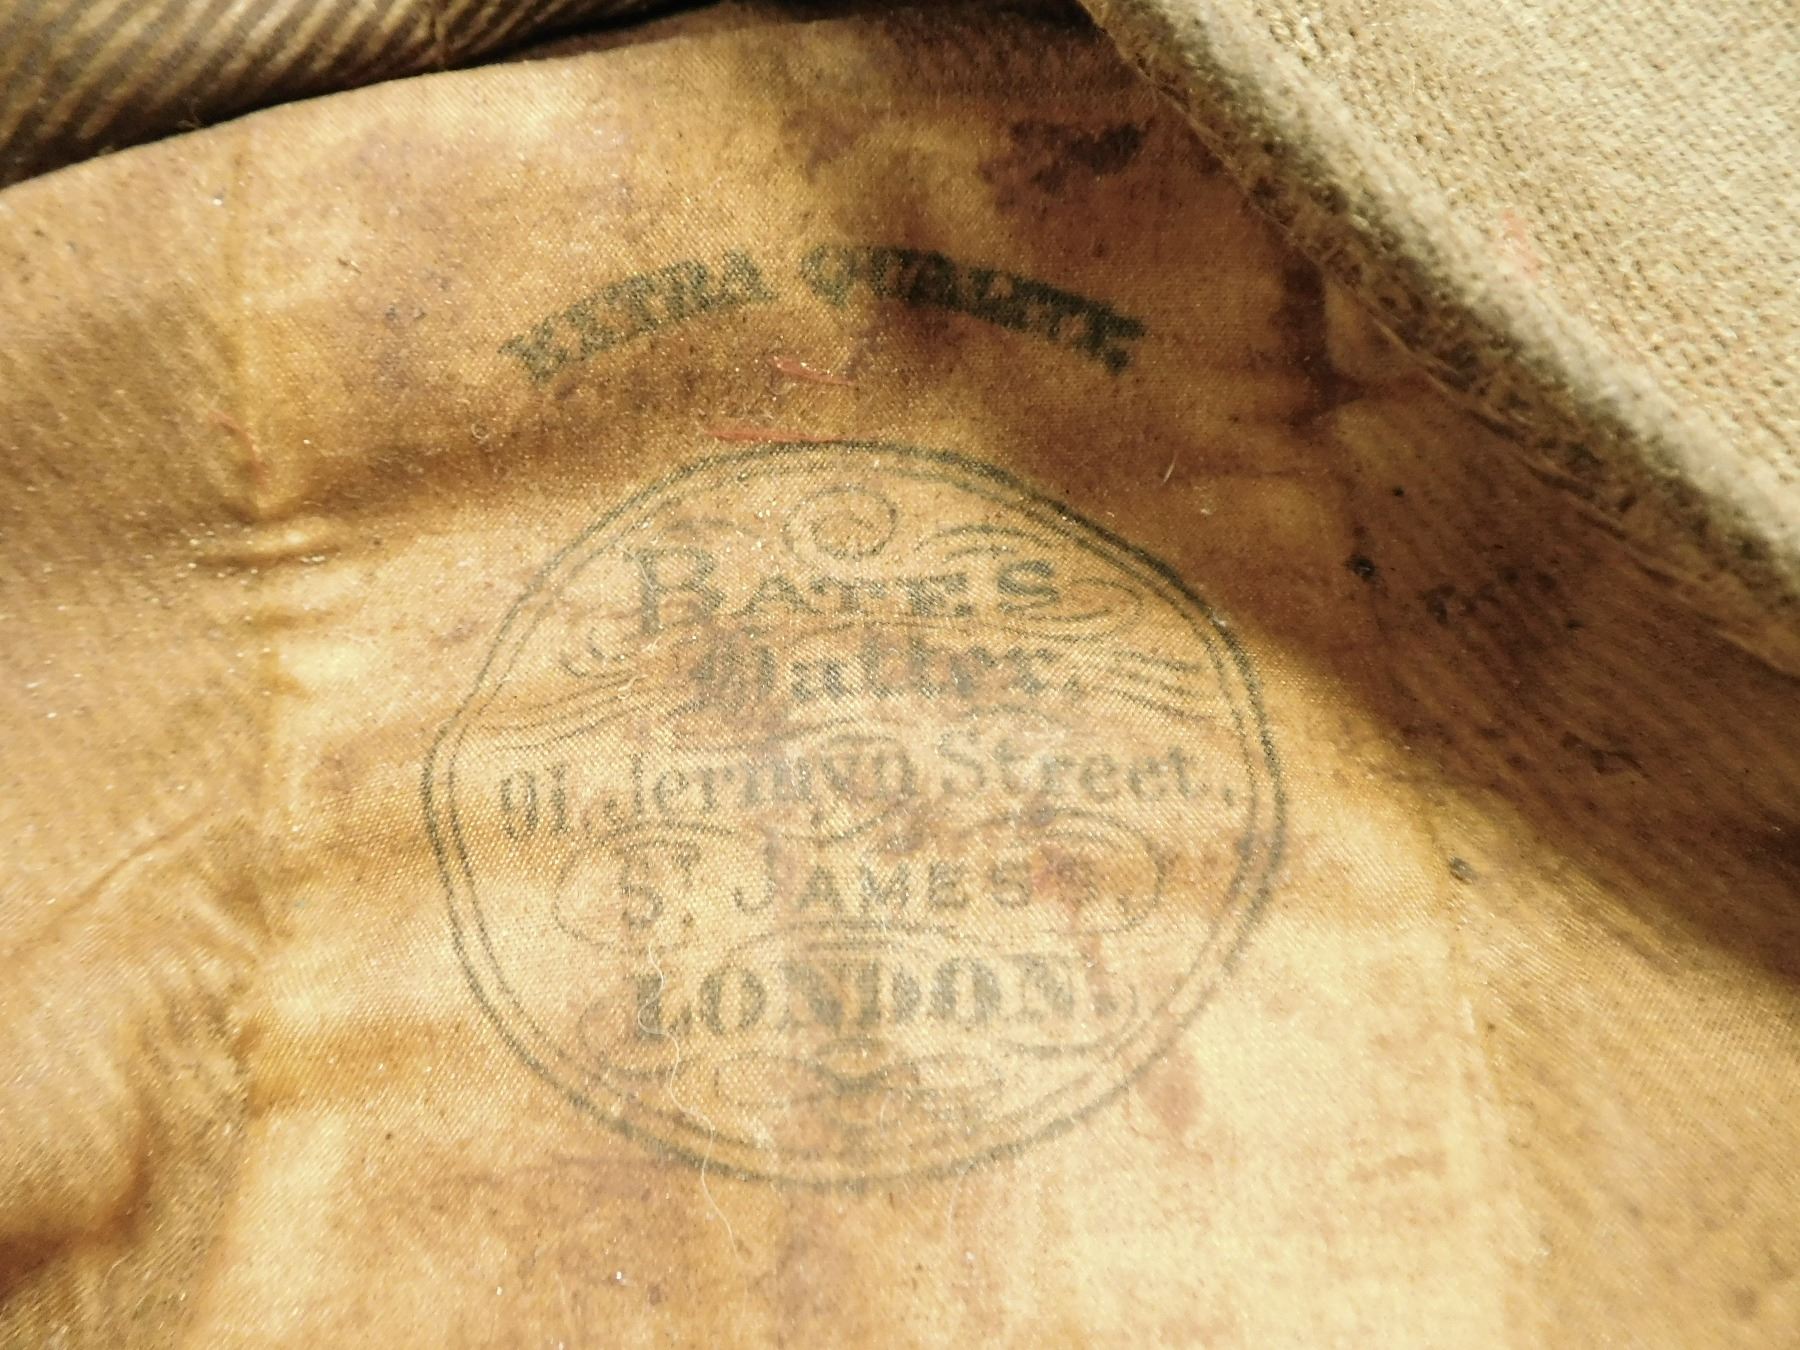 EXTRA QUALITY.
BATES
Hatter,
91, Jermyn Street,
ST. JAMES'S,
LONDON.